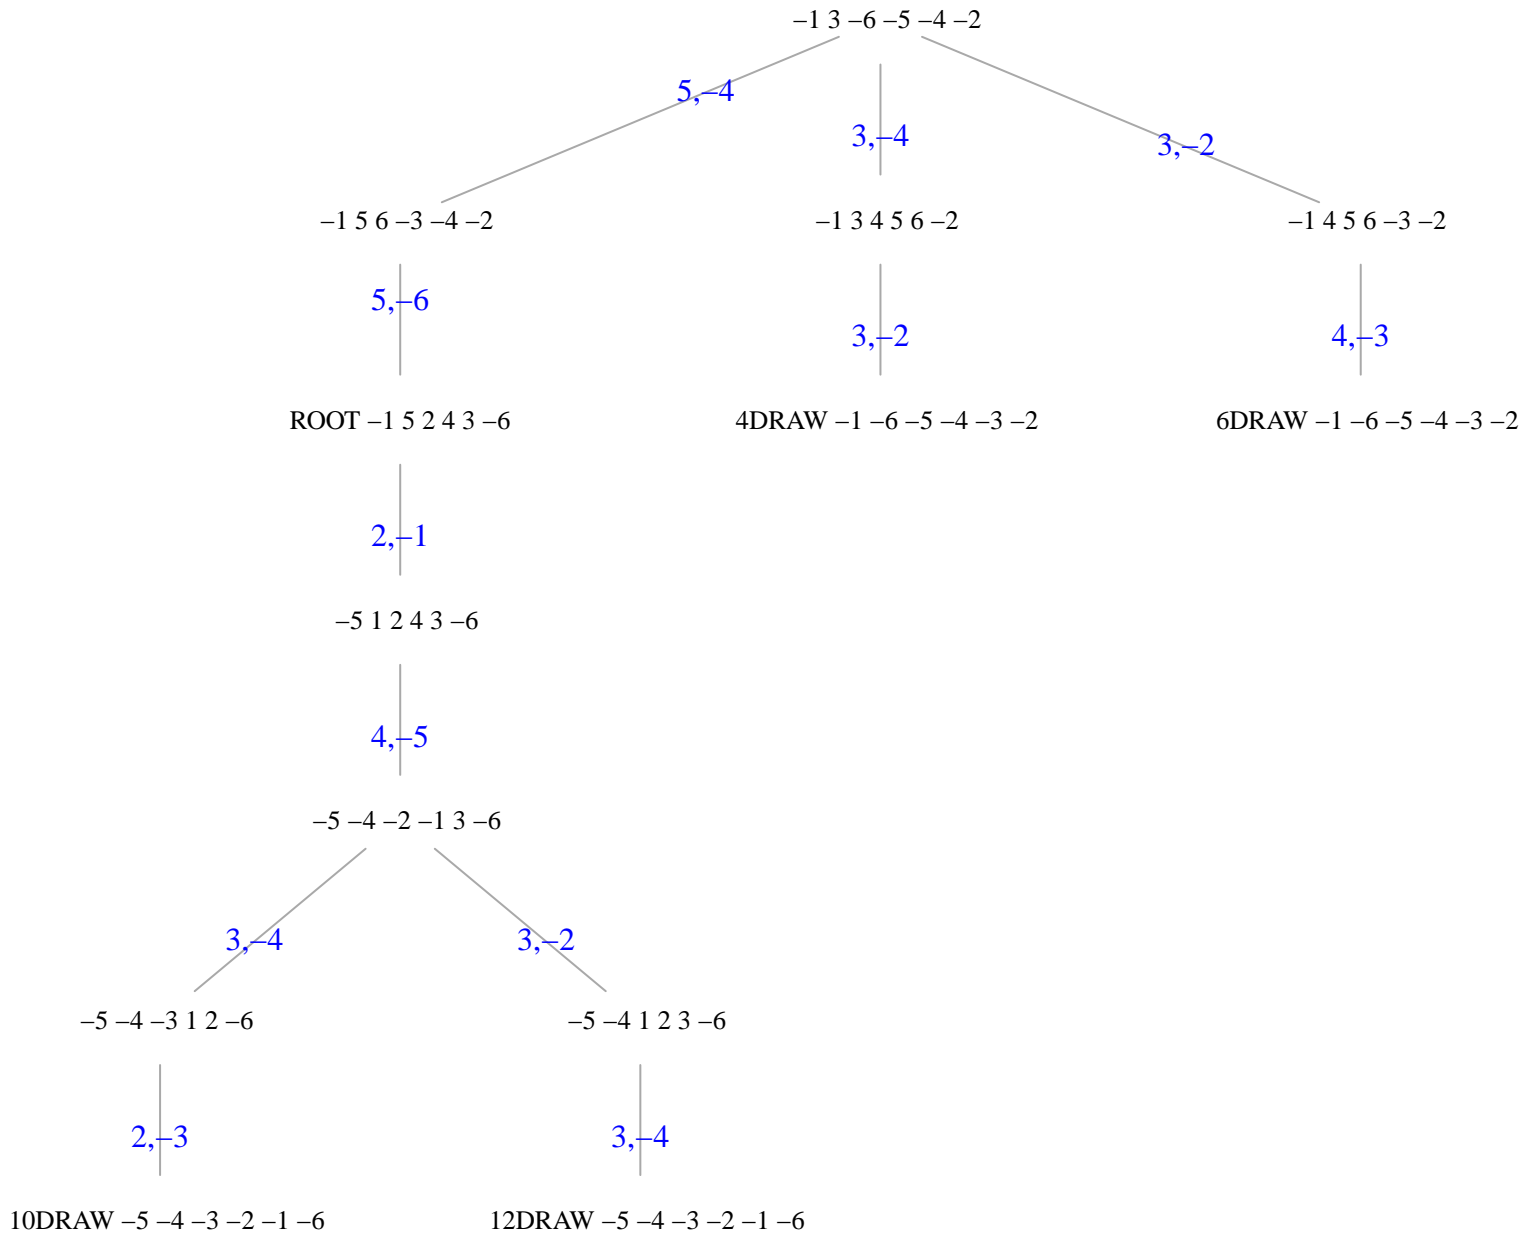 –1 3 –6 –5 –4 –2
5,–4
3,–4
3,–2
–1 5 6 –3 –4 –2
–1 3 4 5 6 –2
–1 4 5 6 –3 –2
5,–6
3,–2
4,–3
ROOT –1 5 2 4 3 –6
4DRAW –1 –6 –5 –4 –3 –2
6DRAW –1 –6 –5 –4 –3 –2
2,–1
–5 1 2 4 3 –6
4,–5
–5 –4 –2 –1 3 –6
3,–4
3,–2
–5 –4 –3 1 2 –6
–5 –4 1 2 3 –6
2,–3
3,–4
10DRAW –5 –4 –3 –2 –1 –6
12DRAW –5 –4 –3 –2 –1 –6